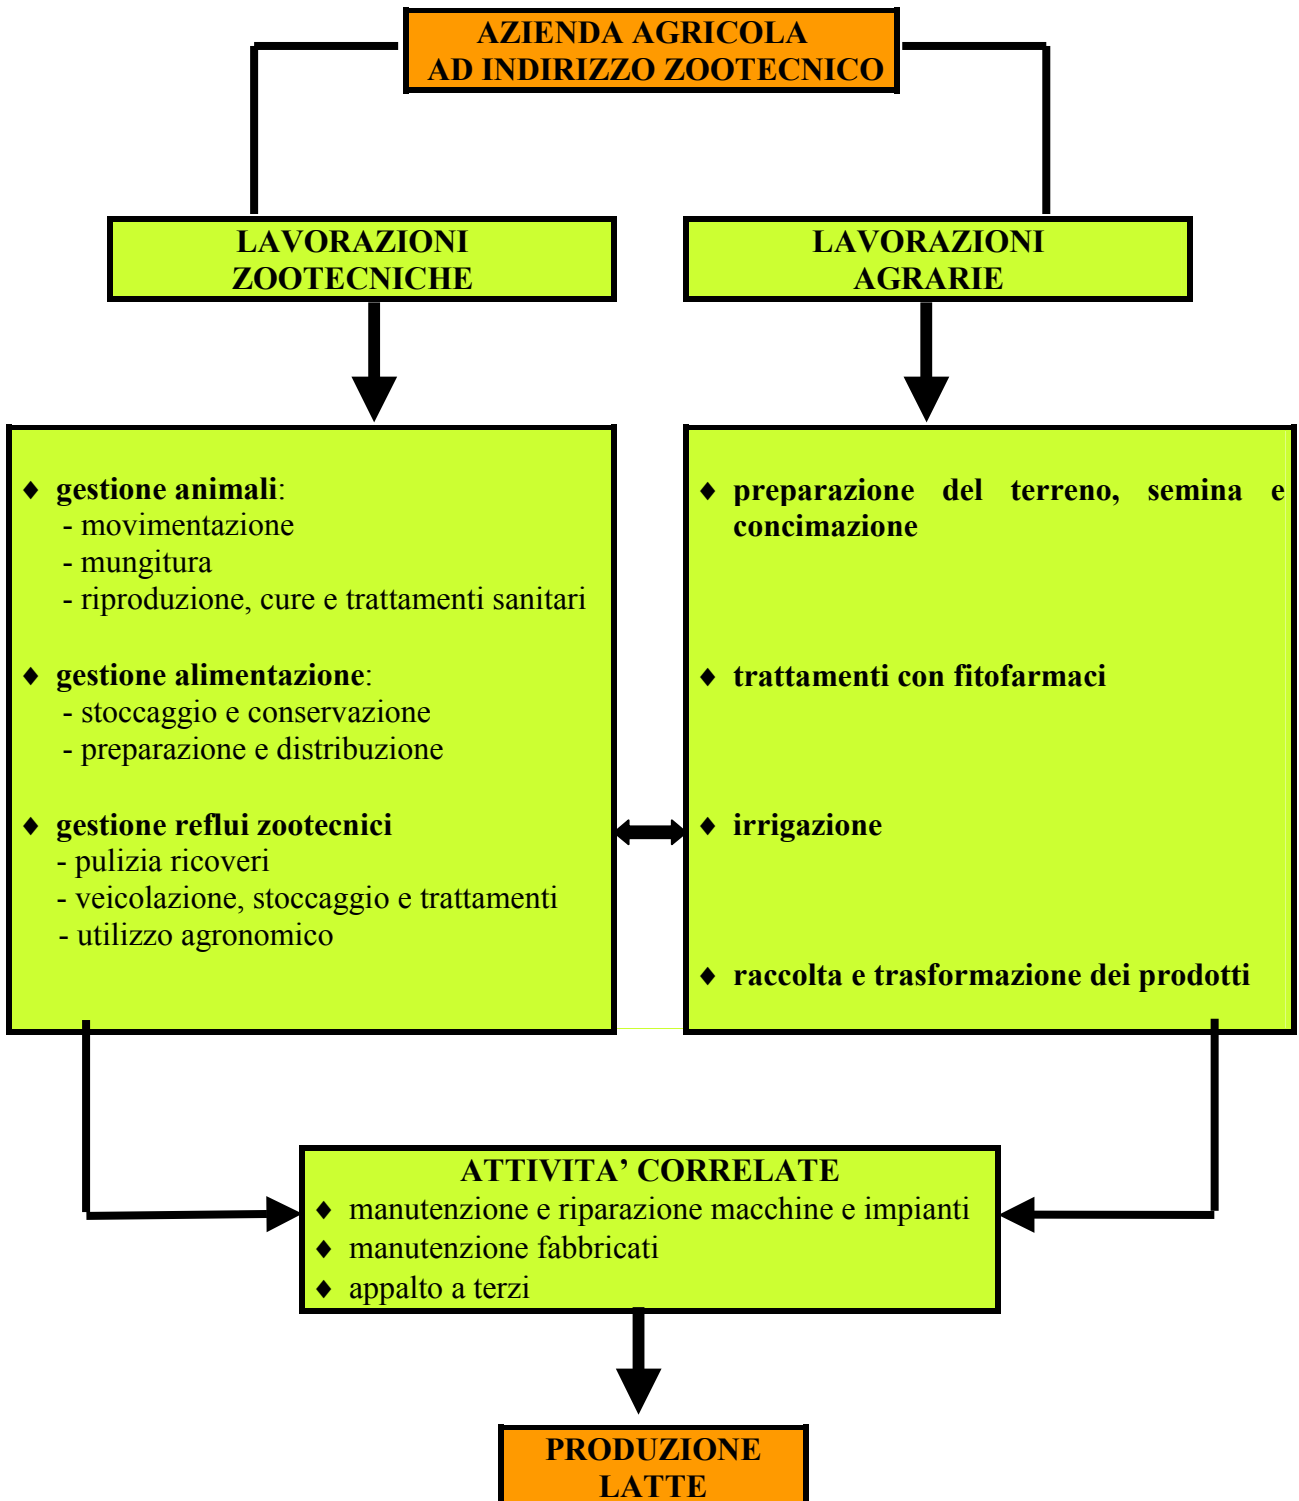 AZIENDA AGRICOLA
AD INDIRIZZO ZOOTECNICO
LAVORAZIONI
ZOOTECNICHE
LAVORAZIONI
AGRARIE
♦ gestione animali:
- movimentazione
- mungitura
- riproduzione, cure e trattamenti sanitari
♦ gestione alimentazione:
- stoccaggio e conservazione
- preparazione e distribuzione
♦ gestione reflui zootecnici
- pulizia ricoveri
- veicolazione, stoccaggio e trattamenti
- utilizzo agronomico
♦ preparazione del terreno, semina e
concimazione
♦ trattamenti con fitofarmaci
♦ irrigazione
♦ raccolta e trasformazione dei prodotti
ATTIVITA’ CORRELATE
♦ manutenzione e riparazione macchine e impianti
♦ manutenzione fabbricati
♦ appalto a terzi
PRODUZIONE
LATTE